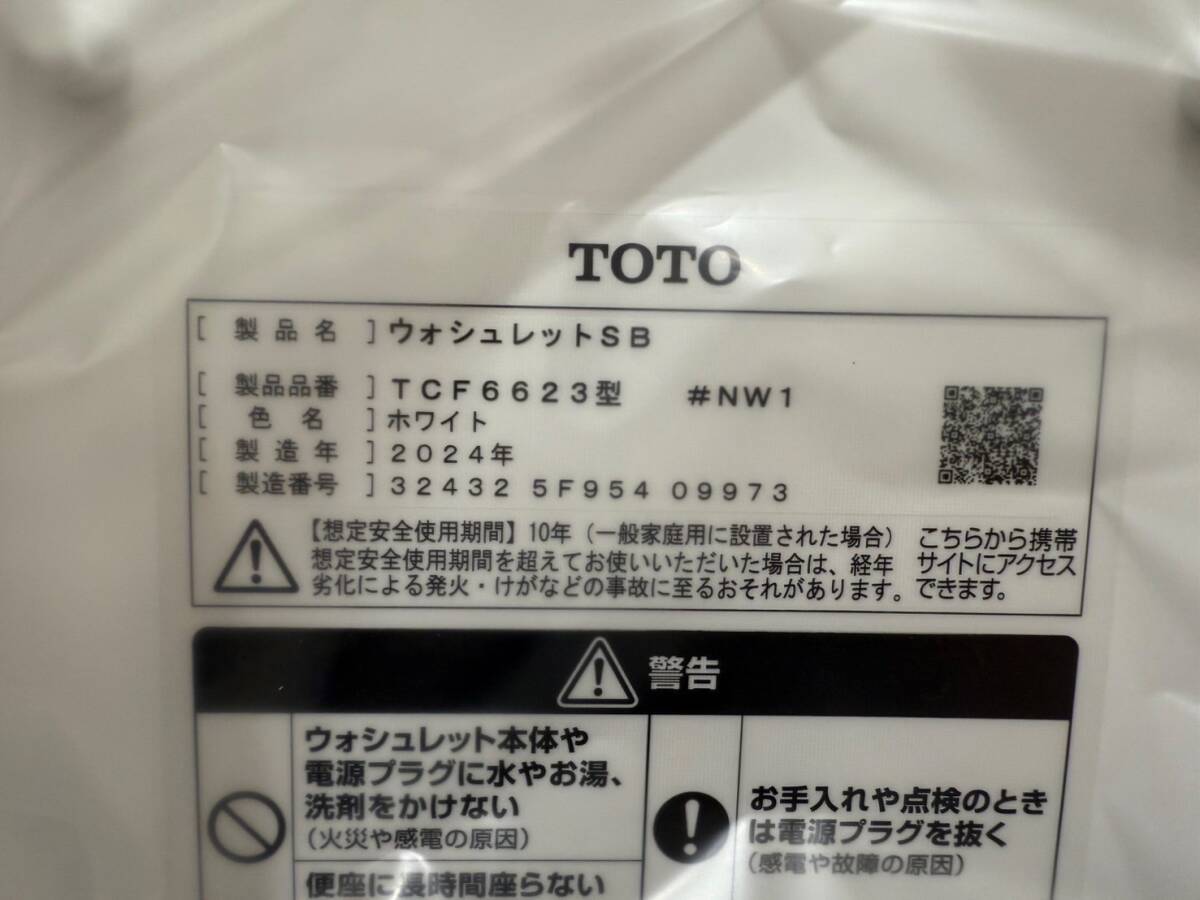 TOTO
[ 製品名 ] ウォシュレットSB
[ 製品品番 ] TCF6623型 #NW1
[ 色名 ] ホワイト
[ 製造年 ] 2024年
[ 製造番号 ] 32432 5F954 09973
【想定安全使用期間】10年（一般家庭用に設置された場合）
想定安全使用期間を超えてお使いいただいた場合は、経年
劣化による発火・けがなどの事故に至るおそれがあります。
こちらから携帯
サイトにアクセス
できます。
警告
ウォシュレット本体や
電源プラグに水やお湯、
洗剤をかけない
（火災や感電の原因）
便座に長時間座らない
お手入れや点検のとき
は電源プラグを抜く
（感電や故障の原因）